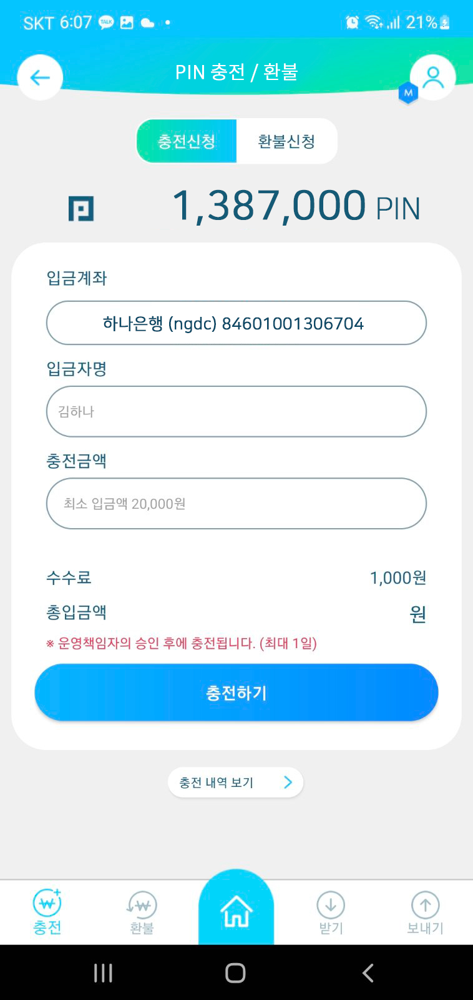 SKT 6:07 TALK 21%
PIN 충전 / 환불
M
충전신청 환불신청
1,387,000 PIN
입금계좌
하나은행 (ngdc) 84601001306704
입금자명
김하나
충전금액
최소 입금액 20,000원
수수료 1,000원
총입금액 원
※ 운영책임자의 승인 후에 충전됩니다. (최대 1일)
충전하기
충전 내역 보기
충전 환불 받기 보내기